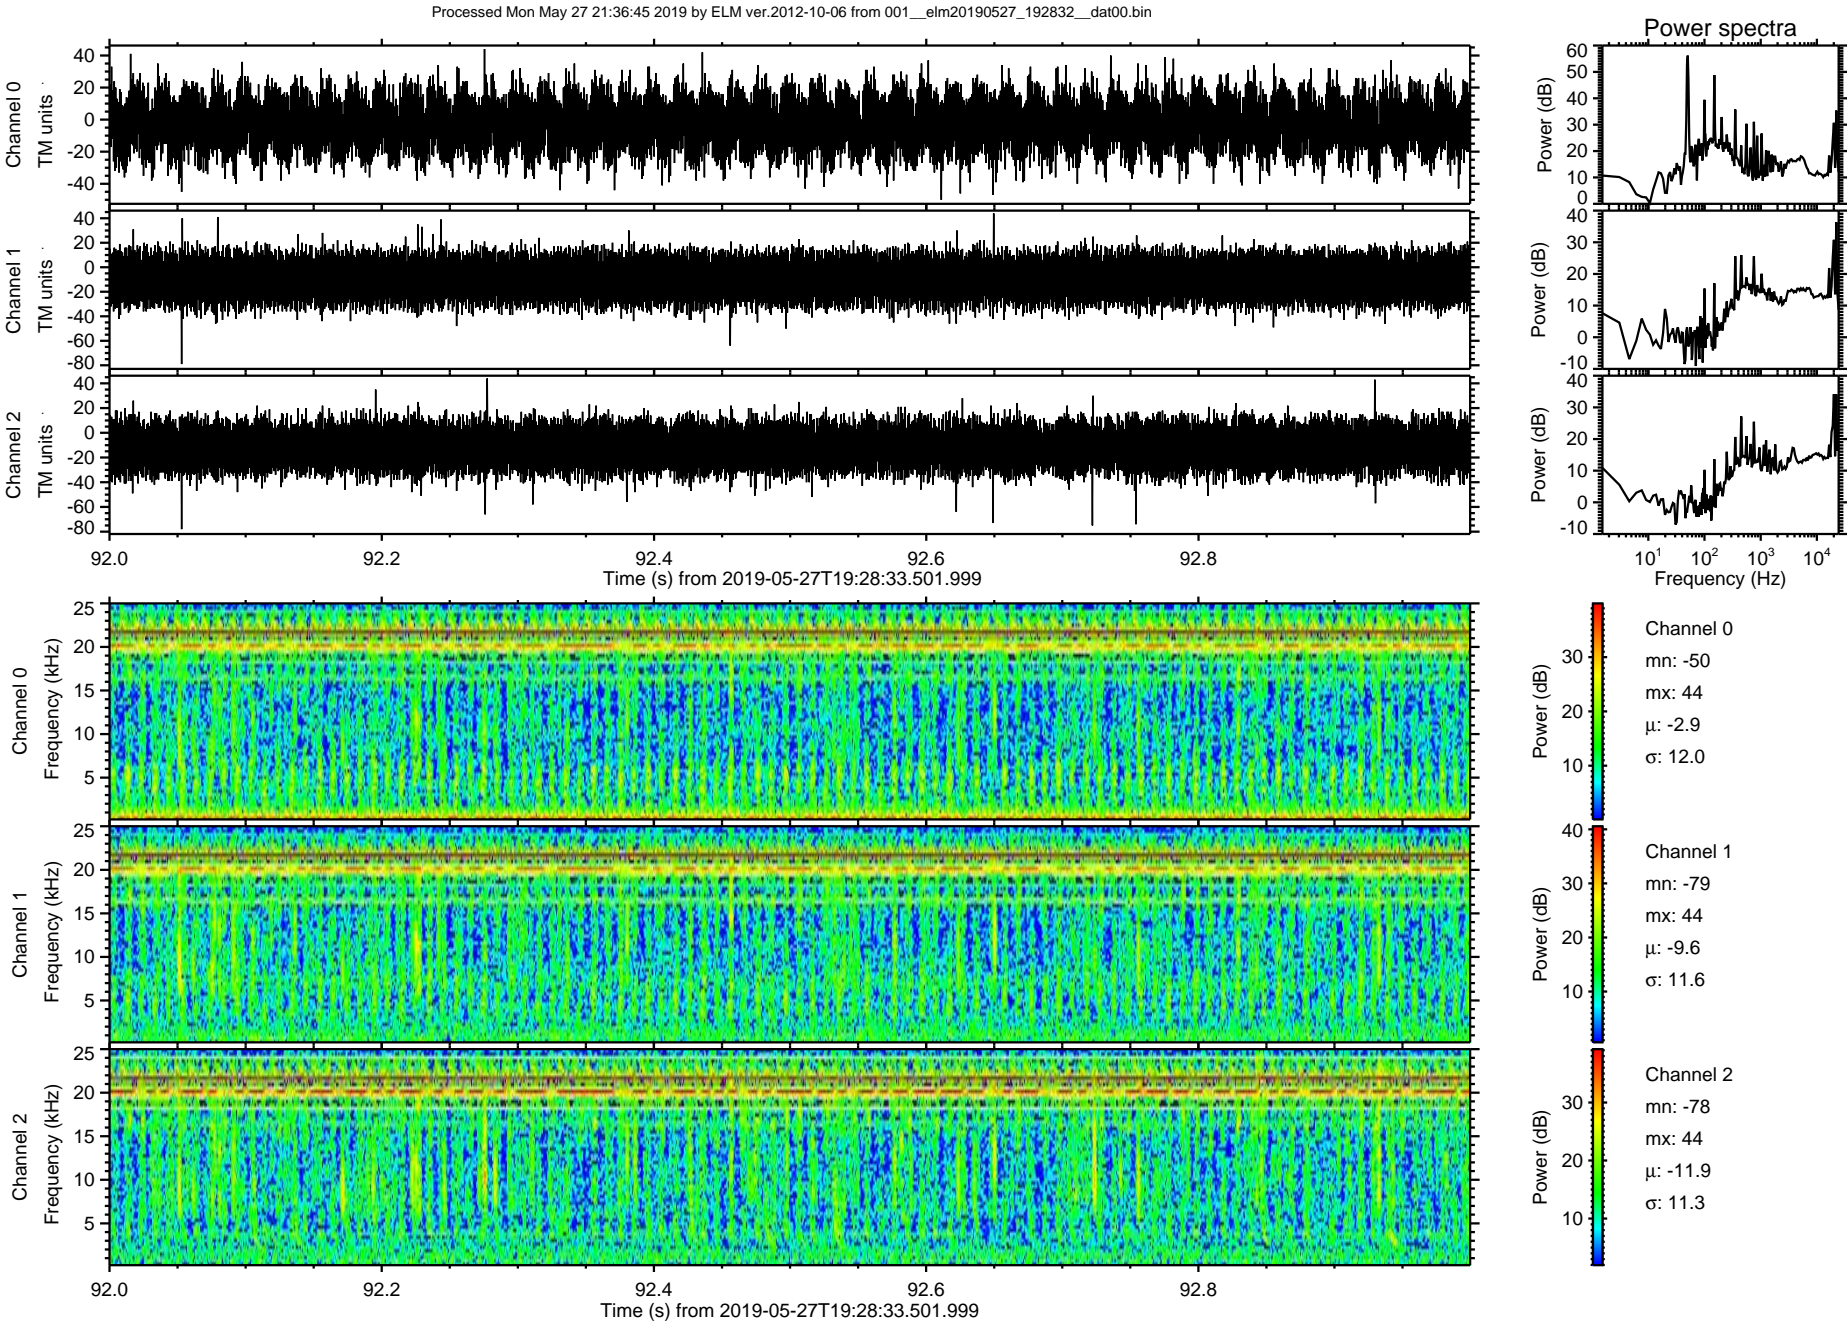 Processed Mon May 27 21:36:45 2019 by ELM ver.2012-10-06 from 001__elm20190527_192832__dat00.bin
Power spectra
Channel 0
TM units
40
20
0
-20
-40
Power (dB)
60
50
40
30
20
10
0
Channel 1
TM units
40
20
0
-20
-40
-60
-80
Power (dB)
40
30
20
10
0
-10
Channel 2
TM units
40
20
0
-20
-40
-60
-80
Power (dB)
40
30
20
10
0
-10
92.0 92.2 92.4 92.6 92.8
Time (s) from 2019-05-27T19:28:33.501.999
10¹ 10² 10³ 10⁴
Frequency (Hz)
Channel 0
Frequency (kHz)
25
20
15
10
5
Power (dB)
30
20
10
Channel 0
mn: -50
mx: 44
μ: -2.9
σ: 12.0
Channel 1
Frequency (kHz)
25
20
15
10
5
Power (dB)
40
30
20
10
Channel 1
mn: -79
mx: 44
μ: -9.6
σ: 11.6
Channel 2
Frequency (kHz)
25
20
15
10
5
Power (dB)
30
20
10
Channel 2
mn: -78
mx: 44
μ: -11.9
σ: 11.3
92.0 92.2 92.4 92.6 92.8
Time (s) from 2019-05-27T19:28:33.501.999